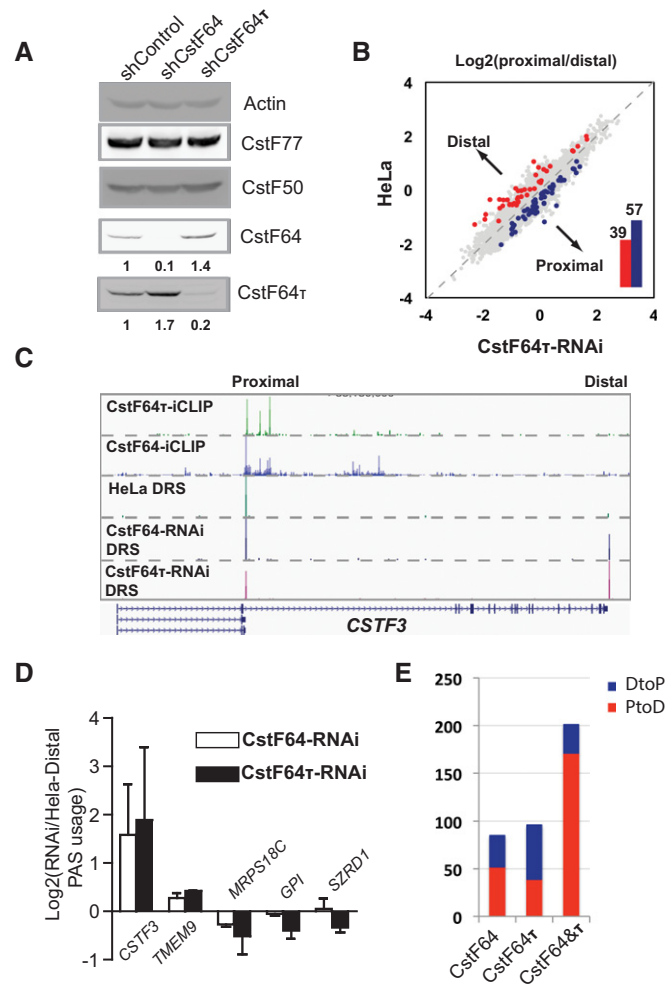 A
shControl
shCstF64
shCstF64τ
Actin
CstF77
CstF50
CstF64
1 0.1 1.4
CstF64τ
1 1.7 0.2
B
Log2(proximal/distal)
4
2
0
-2
-4
HeLa
Distal
Proximal
39
57
-4 -2 0 2 4
CstF64τ-RNAi
C
Proximal
Distal
CstF64τ-iCLIP
CstF64-iCLIP
HeLa DRS
CstF64-RNAi
DRS
CstF64τ-RNAi
DRS
CSTF3
D
Log2(RNAi/Hela-Distal
PAS usage)
4
3
2
1
0
-1
CstF64-RNAi
CstF64τ-RNAi
CSTF3
TMEM9
MRPS18C
GPI
SZRD1
E
250
200
150
100
50
0
DtoP
PtoD
CstF64
CstF64τ
CstF64&τ